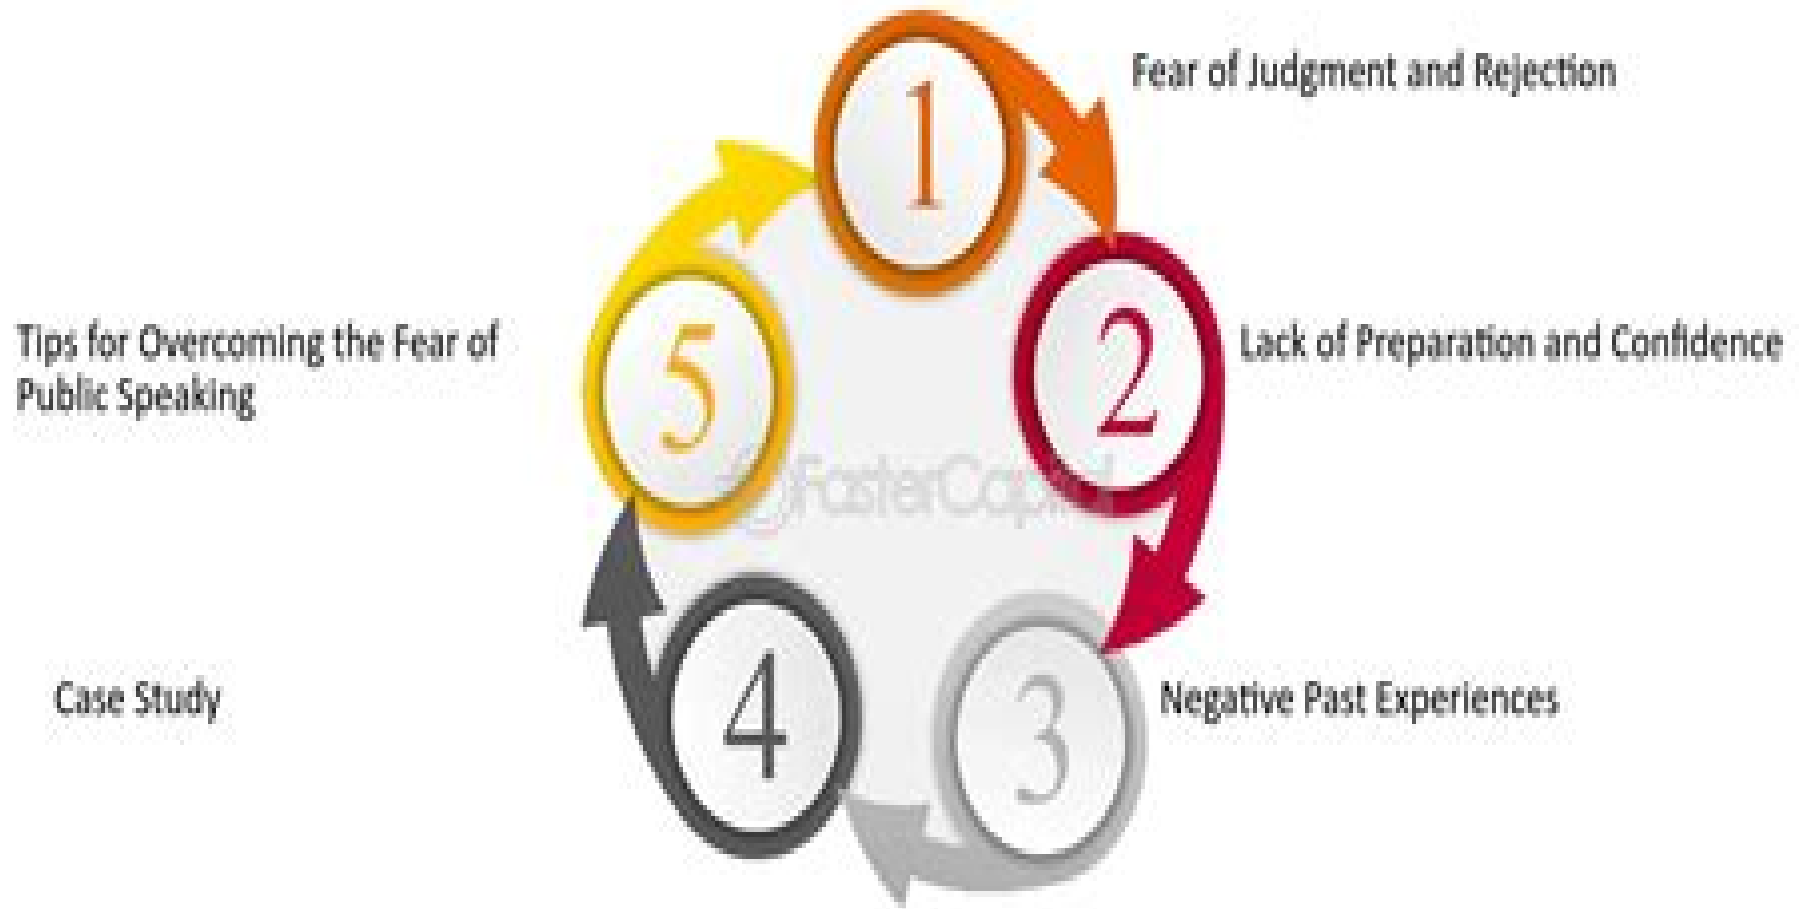 1
Fear of Judgment and Rejection
2
Lack of Preparation and Confidence
3
Negative Past Experiences
4
Case Study
5
Tips for Overcoming the Fear of
Public Speaking
FasterCapital